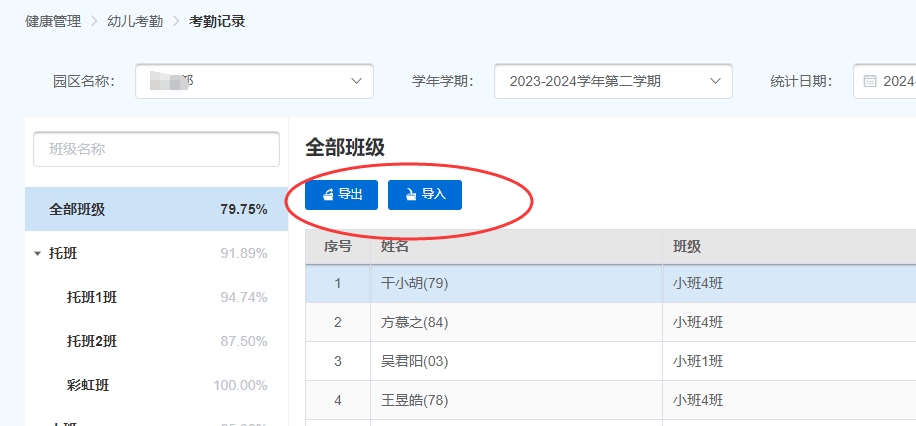 健康管理 > 幼儿考勤 > 考勤记录
园区名称： 部 学年学期： 2023-2024学年第二学期 统计日期： 2024-
班级名称
全部班级 79.75%
托班 91.89%
托班1班 94.74%
托班2班 87.50%
彩虹班 100.00%
全部班级
导出 导入
序号 姓名 班级
1 干小胡(79) 小班4班
2 方慕之(84) 小班4班
3 吴君阳(03) 小班1班
4 王昱皓(78) 小班4班